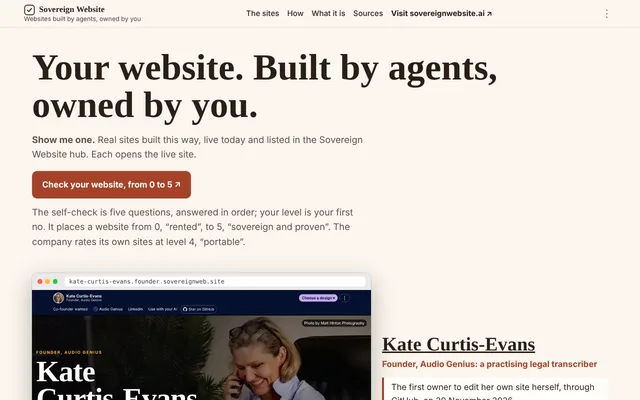 Sovereign Website
Websites built by agents, owned by you
The sites How What it is Sources Visit sovereignwebsite.ai ↗
Your website. Built by agents,
owned by you.
Show me one. Real sites built this way, live today and listed in the Sovereign
Website hub. Each opens the live site.
Check your website, from 0 to 5 ↗
The self-check is five questions, answered in order; your level is your first
no. It places a website from 0, “rented”, to 5, “sovereign and proven”. The
company rates its own sites at level 4, “portable”.
kate-curtis-evans.founder.sovereignweb.site
Kate Curtis-Evans
Founder, Audio Genius
Choose a design
Co-founder wanted Audio Genius LinkedIn Use with your AI Star on GitHub
Photo by Matt Hinton Photography
FOUNDER, AUDIO GENIUS
Kate
Curtis-Evans
Kate Curtis-Evans
Founder, Audio Genius: a practising legal transcriber
The first owner to edit her own site herself, through
GitHub, on 20 November 2026